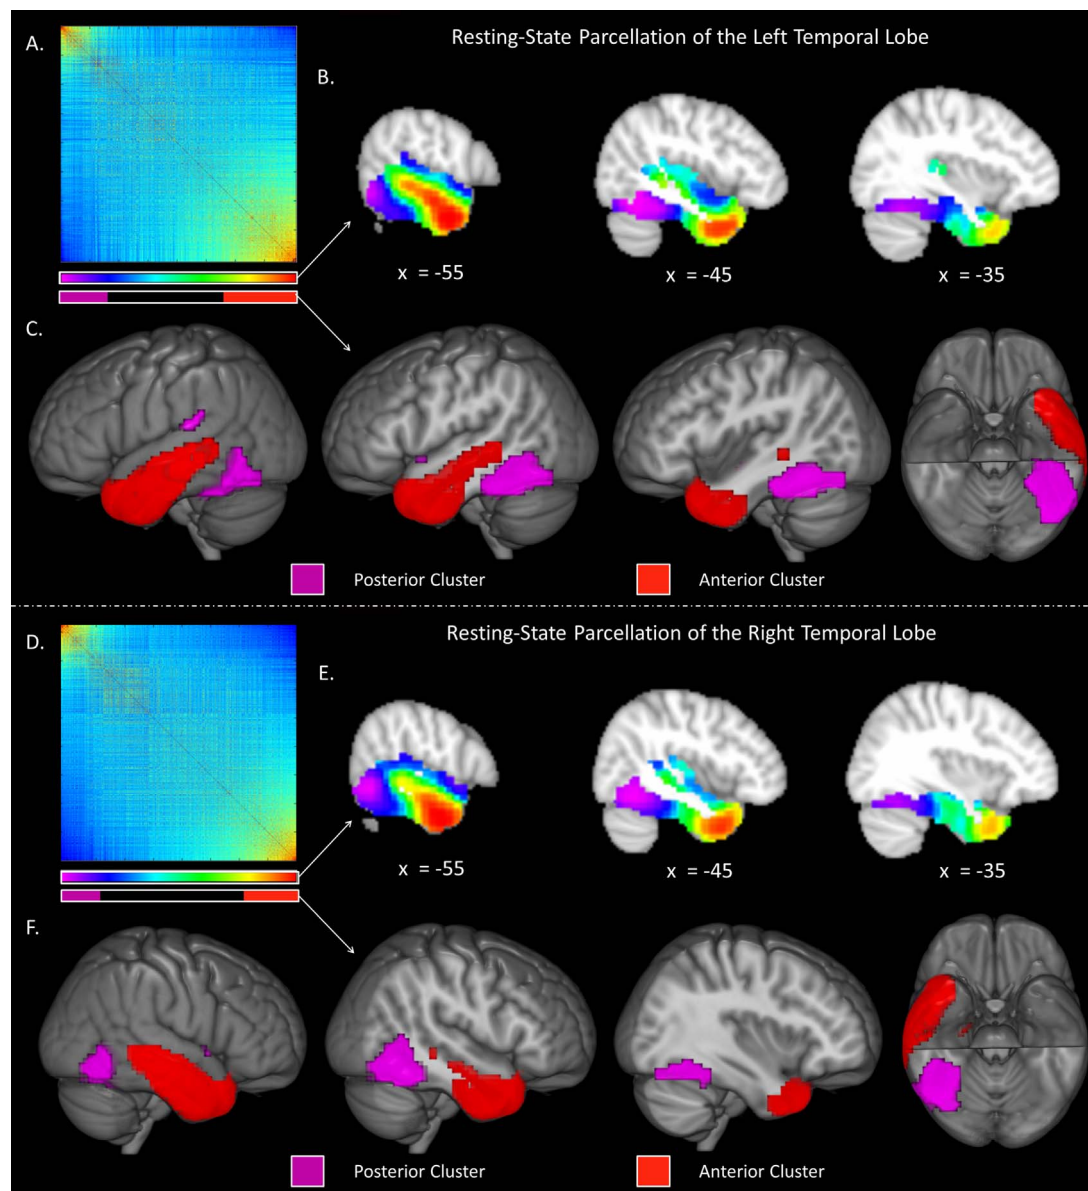 A.
Resting-State Parcellation of the Left Temporal Lobe
B.
x = -55
x = -45
x = -35
C.
Posterior Cluster
Anterior Cluster
D.
Resting-State Parcellation of the Right Temporal Lobe
E.
x = -55
x = -45
x = -35
F.
Posterior Cluster
Anterior Cluster